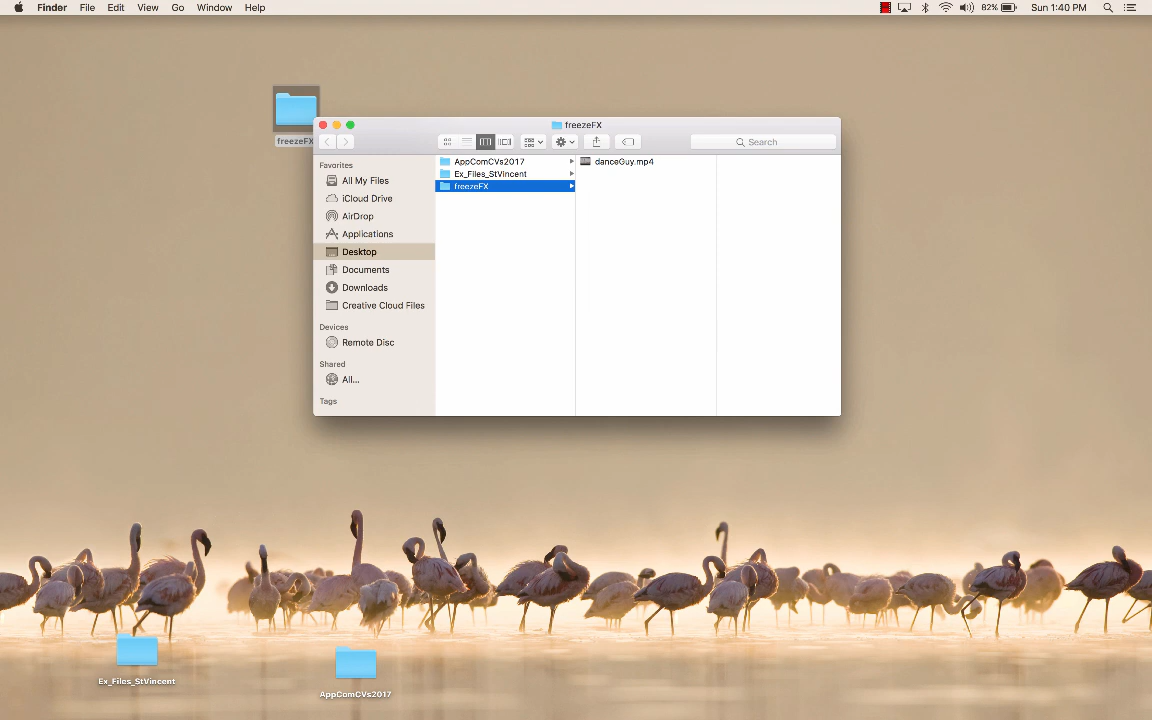 Finder File Edit View Go Window Help 82% Sun 1:40 PM
freezeFX
freezeFX
Search
Favorites
All My Files
iCloud Drive
AirDrop
Applications
Desktop
Documents
Downloads
Creative Cloud Files
Devices
Remote Disc
Shared
All...
Tags
AppComCVs2017
Ex_Files_StVincent
freezeFX
danceGuy.mp4
Ex_Files_StVincent
AppComCVs2017